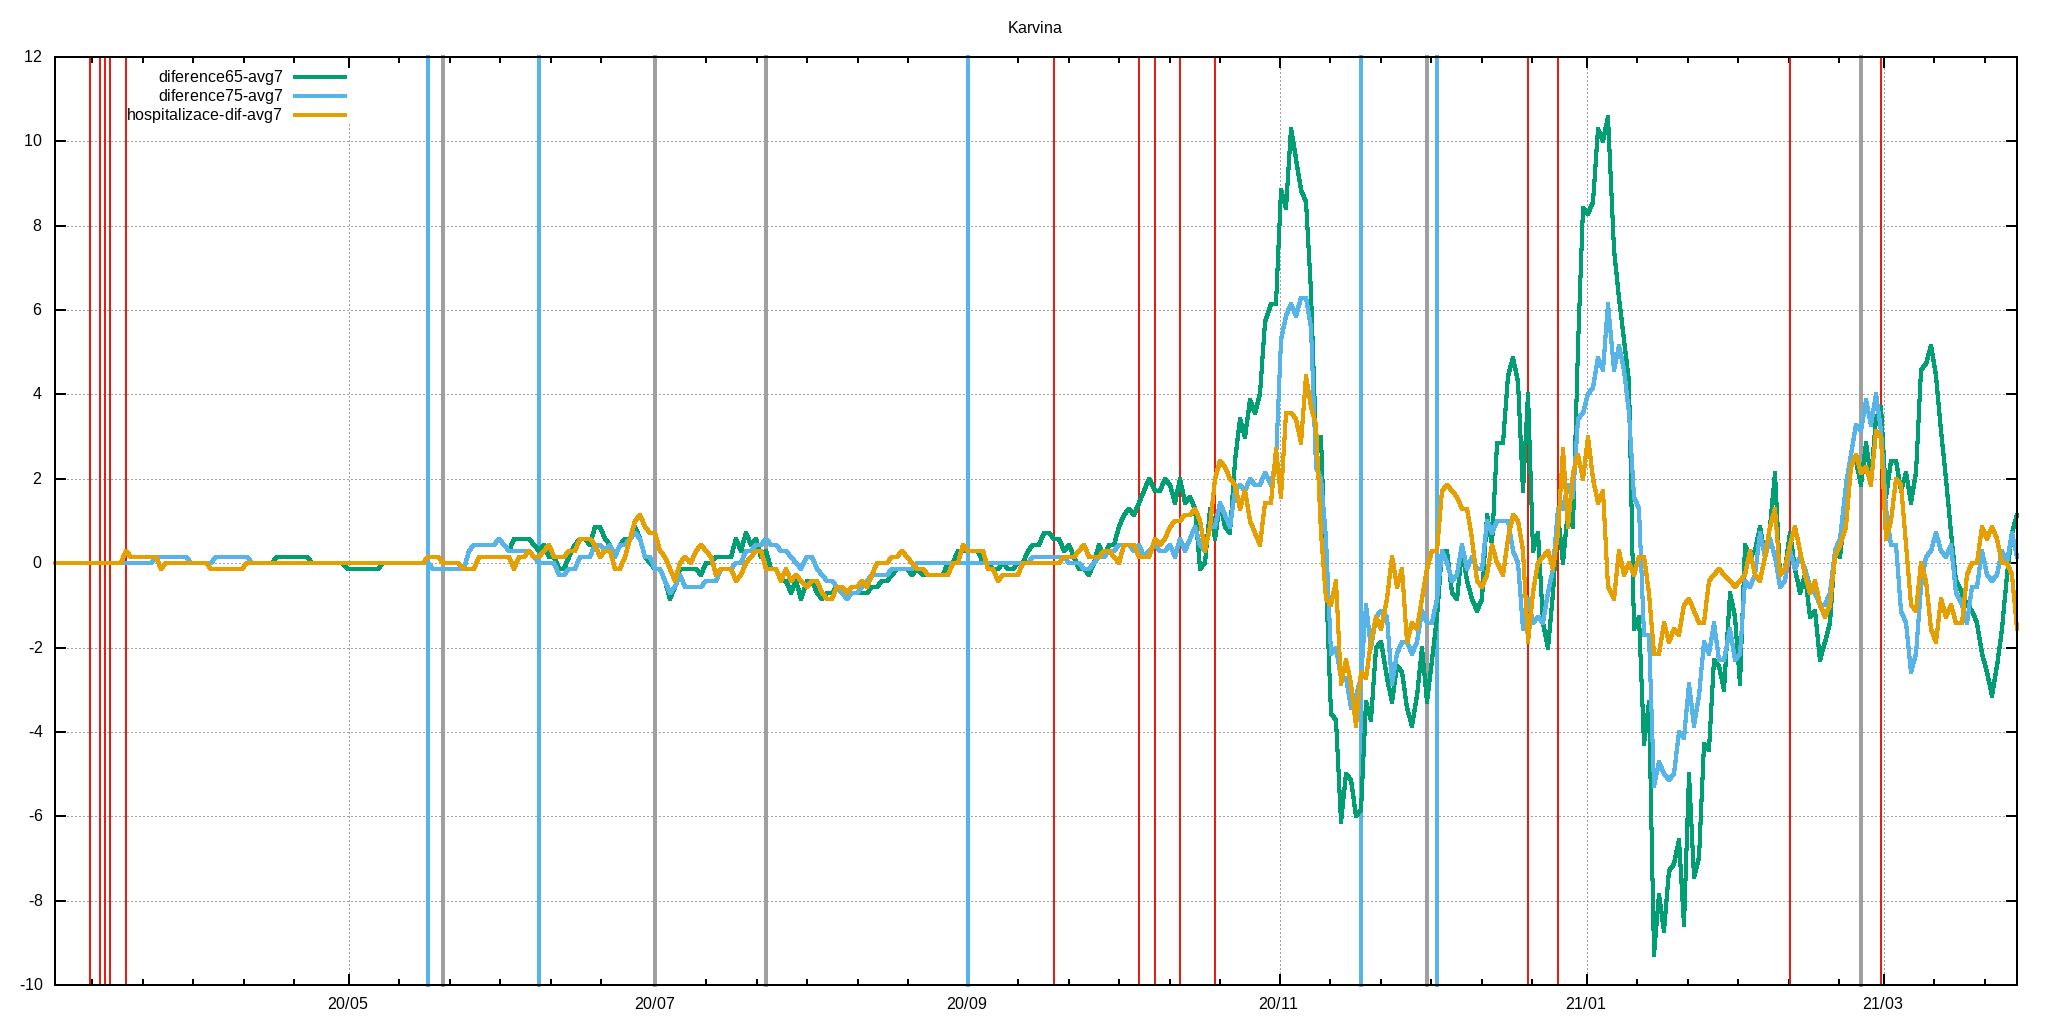 Karvina
diference65-avg7
diference75-avg7
hospitalizace-dif-avg7
12
10
8
6
4
2
0
-2
-4
-6
-8
-10
20/05 20/07 20/09 20/11 21/01 21/03